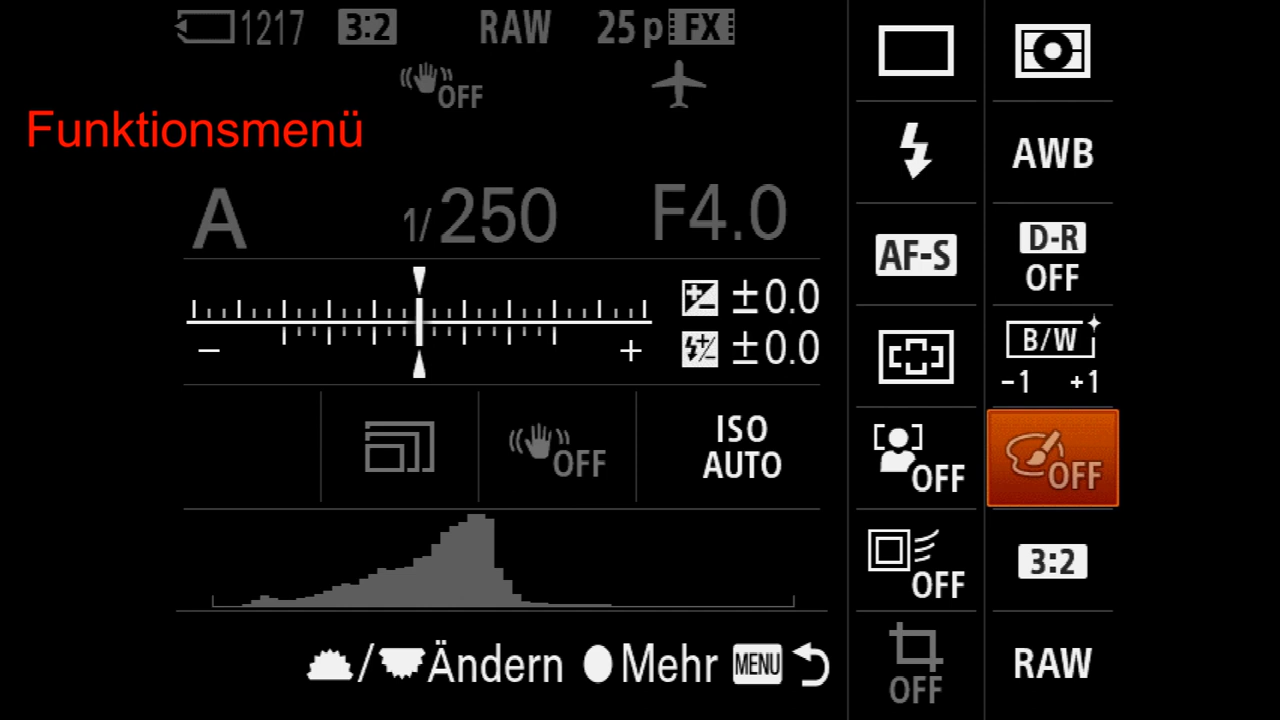 1217 3:2 RAW 25p FX
OFF
Funktionsmenü
A 1/250 F4.0
±0.0
±0.0
− +
OFF
ISO
AUTO
Ändern Mehr MENU
AWB
AF-S
D-R
OFF
B/W
-1 +1
OFF
OFF
OFF
3:2
OFF
RAW